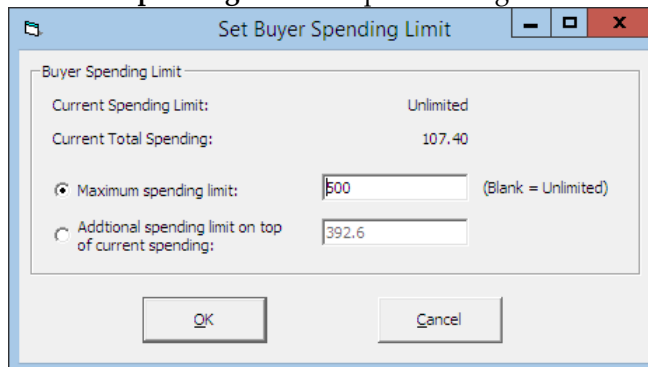 Set Buyer Spending Limit
Buyer Spending Limit
Current Spending Limit: Unlimited
Current Total Spending: 107.40
Maximum spending limit: 500 (Blank = Unlimited)
Addtional spending limit on top
of current spending: 392.6
OK Cancel